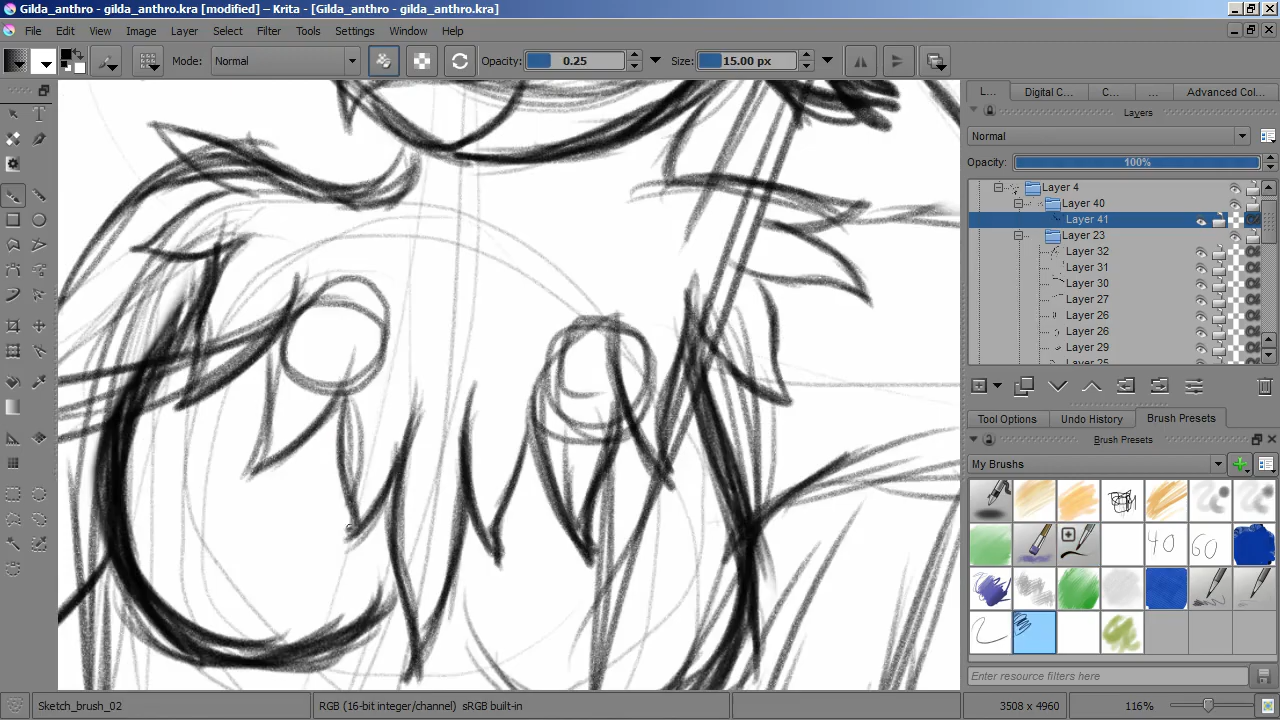 Gilda_anthro - gilda_anthro.kra [modified] – Krita - [Gilda_anthro - gilda_anthro.kra]
File Edit View Image Layer Select Filter Tools Settings Window Help
Mode: Normal Opacity: 0.25 Size: 15.00 px
L... Digital C... C... ... Advanced Col...
Layers
Normal
Opacity: 100%
Layer 4
Layer 40
Layer 41
Layer 23
Layer 32
Layer 31
Layer 30
Layer 27
Layer 26
Layer 26
Layer 29
Layer 25
Tool Options Undo History Brush Presets
Brush Presets
My Brushes
40 60
Enter resource filters here
Sketch_brush_02 RGB (16-bit integer/channel) sRGB built-in 3508 x 4960 116%